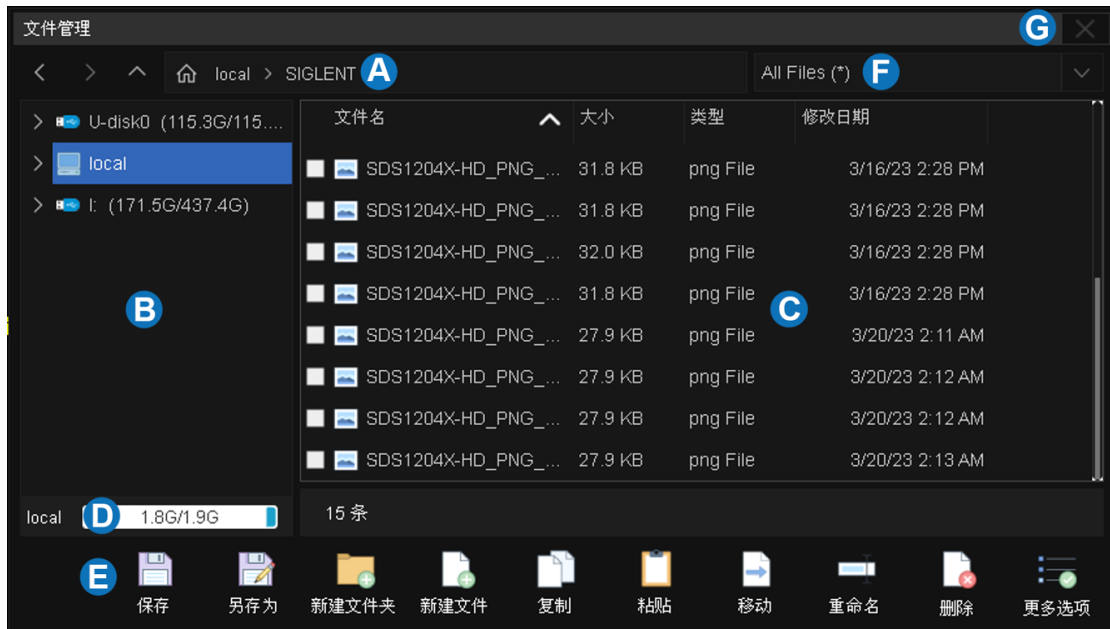 文件管理 G
local > SIGLENT A All Files (*) F
U-disk0 (115.3G/115....
local
I: (171.5G/437.4G)
B
文件名 大小 类型 修改日期
SDS1204X-HD_PNG_... 31.8 KB png File 3/16/23 2:28 PM
SDS1204X-HD_PNG_... 31.8 KB png File 3/16/23 2:28 PM
SDS1204X-HD_PNG_... 32.0 KB png File 3/16/23 2:28 PM
SDS1204X-HD_PNG_... 31.8 KB png File 3/16/23 2:28 PM
C
SDS1204X-HD_PNG_... 27.9 KB png File 3/20/23 2:11 AM
SDS1204X-HD_PNG_... 27.9 KB png File 3/20/23 2:12 AM
SDS1204X-HD_PNG_... 27.9 KB png File 3/20/23 2:12 AM
SDS1204X-HD_PNG_... 27.9 KB png File 3/20/23 2:13 AM
local D 1.8G/1.9G
15 条
E
保存 另存为 新建文件夹 新建文件 复制 粘贴 移动 重命名 删除 更多选项